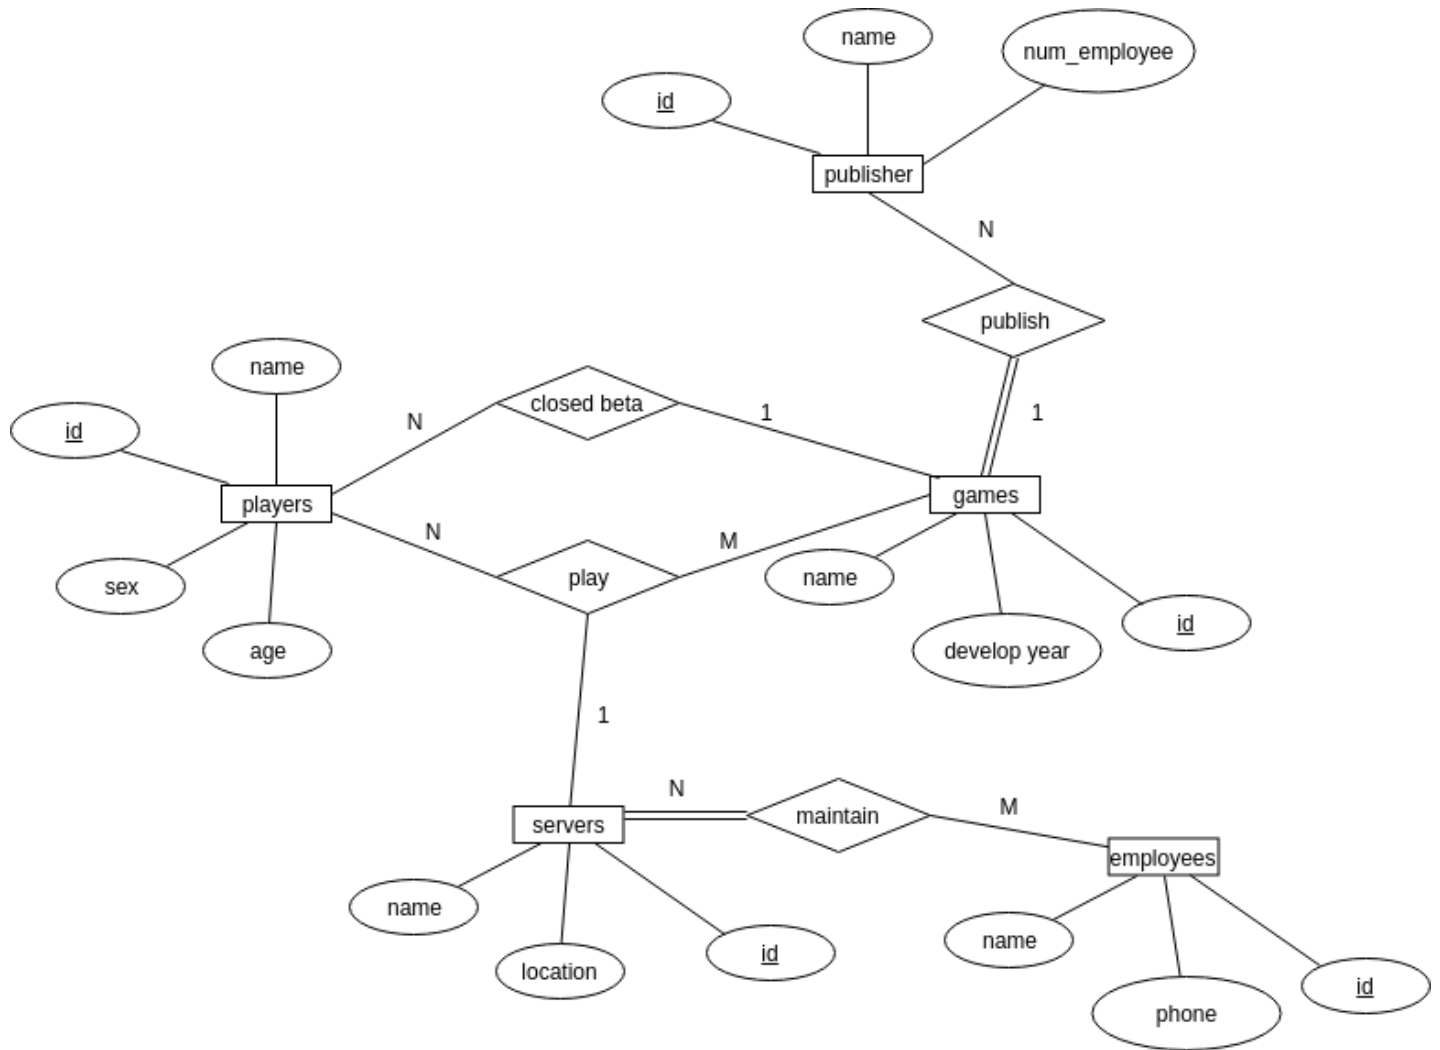 name
num_employee
id
publisher
N
publish
name
closed beta
N
1
1
id
players
games
N
M
play
name
sex
id
age
develop year
1
N
maintain
M
servers
employees
name
name
id
location
id
phone